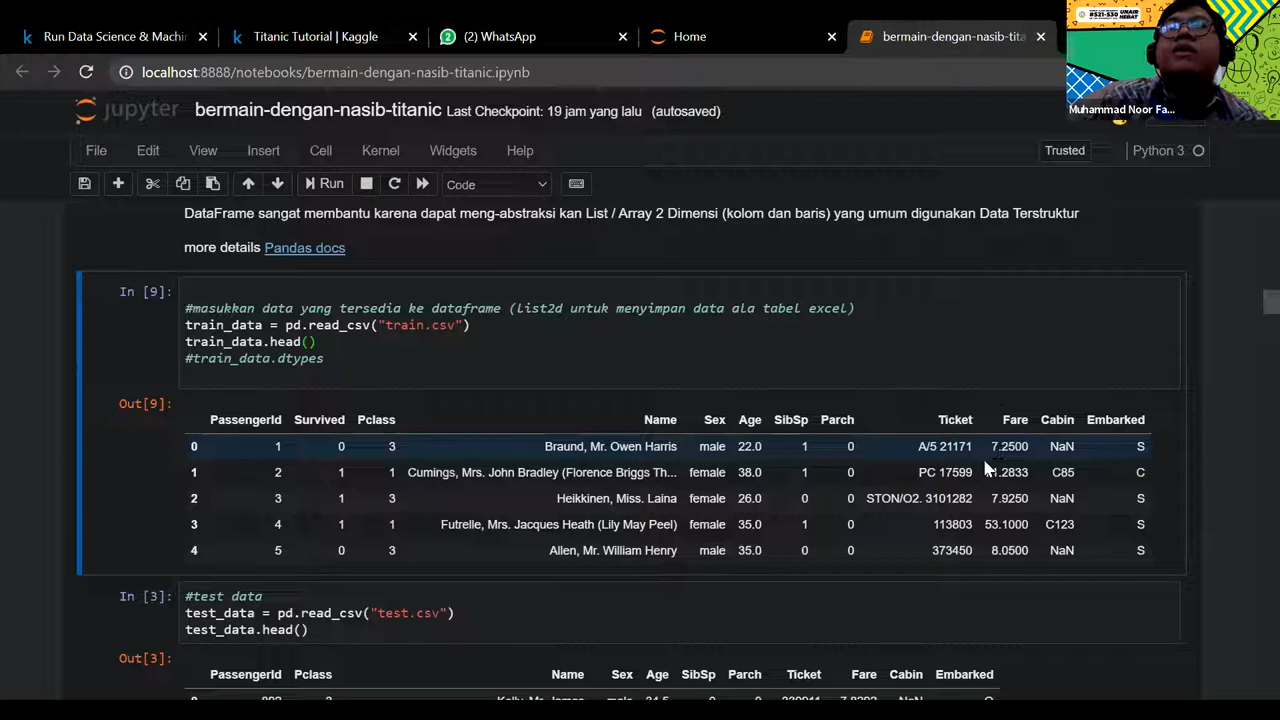 Run Data Science & Machin
Titanic Tutorial | Kaggle
(2) WhatsApp
Home
bermain-dengan-nasib-tita
localhost:8888/notebooks/bermain-dengan-nasib-titanic.ipynb
#521-530 UNAIR HEBAT
Muhammad Noor Fa...
jupyter bermain-dengan-nasib-titanic Last Checkpoint: 19 jam yang lalu (autosaved)
File Edit View Insert Cell Kernel Widgets Help Trusted Python 3
Run Code
DataFrame sangat membantu karena dapat meng-abstraksi kan List / Array 2 Dimensi (kolom dan baris) yang umum digunakan Data Terstruktur
more details Pandas docs
In [9]:
#masukkan data yang tersedia ke dataframe (list2d untuk menyimpan data ala tabel excel)
train_data = pd.read_csv("train.csv")
train_data.head()
#train_data.dtypes
Out[9]:
PassengerId Survived Pclass Name Sex Age SibSp Parch Ticket Fare Cabin Embarked
0 1 0 3 Braund, Mr. Owen Harris male 22.0 1 0 A/5 21171 7.2500 NaN S
1 2 1 1 Cumings, Mrs. John Bradley (Florence Briggs Th... female 38.0 1 0 PC 17599 1.2833 C85 C
2 3 1 3 Heikkinen, Miss. Laina female 26.0 0 0 STON/O2. 3101282 7.9250 NaN S
3 4 1 1 Futrelle, Mrs. Jacques Heath (Lily May Peel) female 35.0 1 0 113803 53.1000 C123 S
4 5 0 3 Allen, Mr. William Henry male 35.0 0 0 373450 8.0500 NaN S
In [3]:
#test data
test_data = pd.read_csv("test.csv")
test_data.head()
Out[3]:
PassengerId Pclass Name Sex Age SibSp Parch Ticket Fare Cabin Embarked